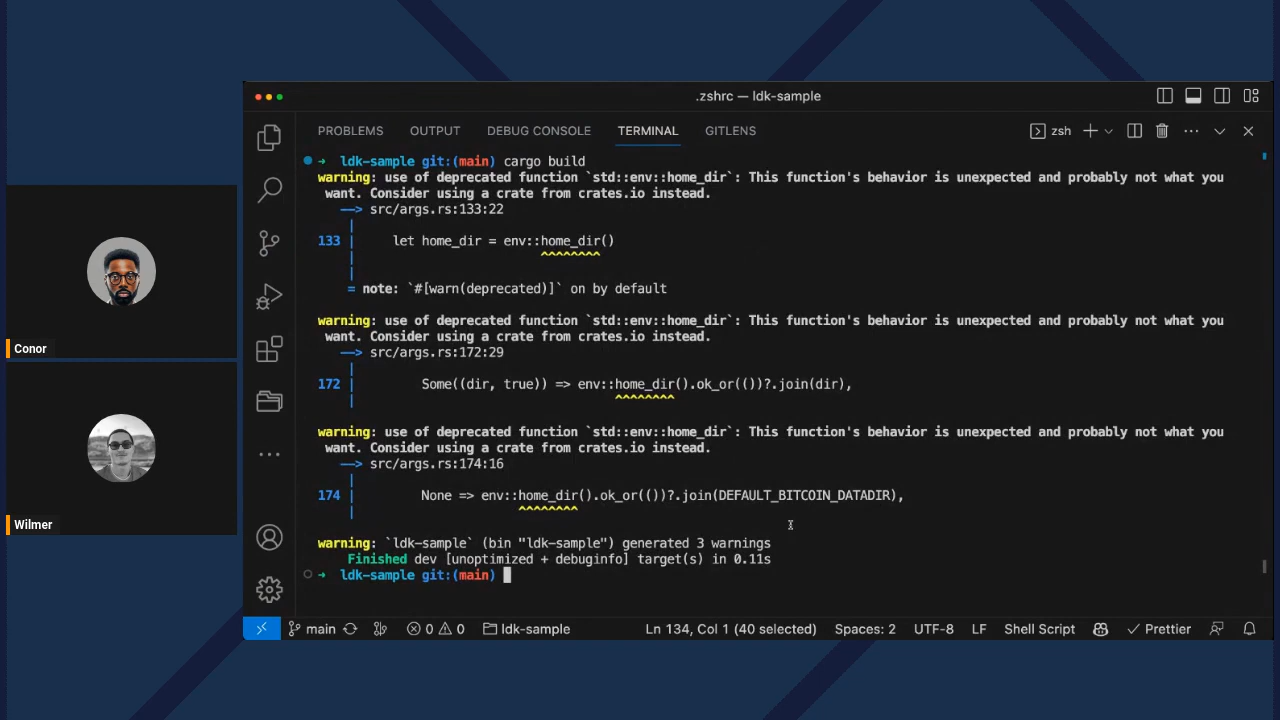 .zshrc — ldk-sample
PROBLEMS OUTPUT DEBUG CONSOLE TERMINAL GITLENS zsh
ldk-sample git:(main) cargo build
warning: use of deprecated function `std::env::home_dir`: This function's behavior is unexpected and probably not what you
want. Consider using a crate from crates.io instead.
--> src/args.rs:133:22
|
133 | let home_dir = env::home_dir()
| ^^^^^^^^
|
= note: `#[warn(deprecated)]` on by default
warning: use of deprecated function `std::env::home_dir`: This function's behavior is unexpected and probably not what you
want. Consider using a crate from crates.io instead.
--> src/args.rs:172:29
|
172 | Some((dir, true)) => env::home_dir().ok_or(())?.join(dir),
| ^^^^^^^^
warning: use of deprecated function `std::env::home_dir`: This function's behavior is unexpected and probably not what you
want. Consider using a crate from crates.io instead.
--> src/args.rs:174:16
|
174 | None => env::home_dir().ok_or(())?.join(DEFAULT_BITCOIN_DATADIR),
| ^^^^^^^^
warning: `ldk-sample` (bin "ldk-sample") generated 3 warnings
Finished dev [unoptimized + debuginfo] target(s) in 0.11s
ldk-sample git:(main)
main 0 0 ldk-sample Ln 134, Col 1 (40 selected) Spaces: 2 UTF-8 LF Shell Script Prettier
Conor
Wilmer